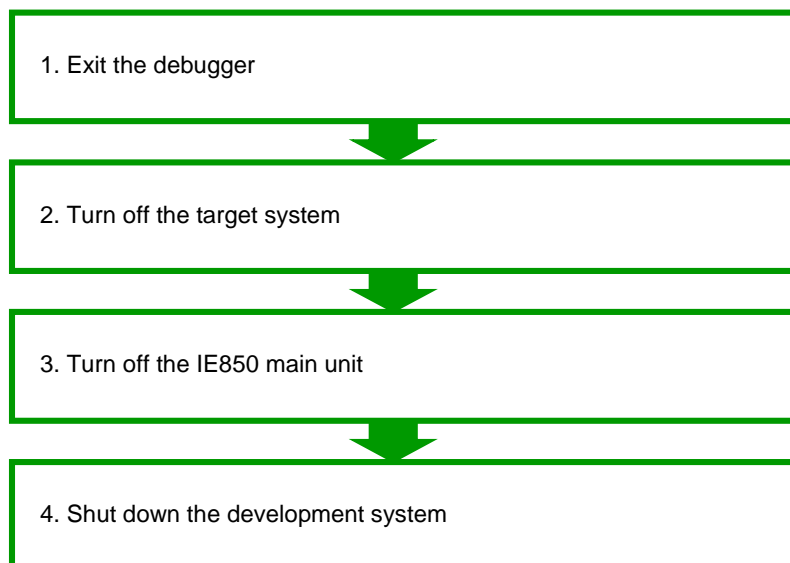 1. Exit the debugger
2. Turn off the target system
3. Turn off the IE850 main unit
4. Shut down the development system